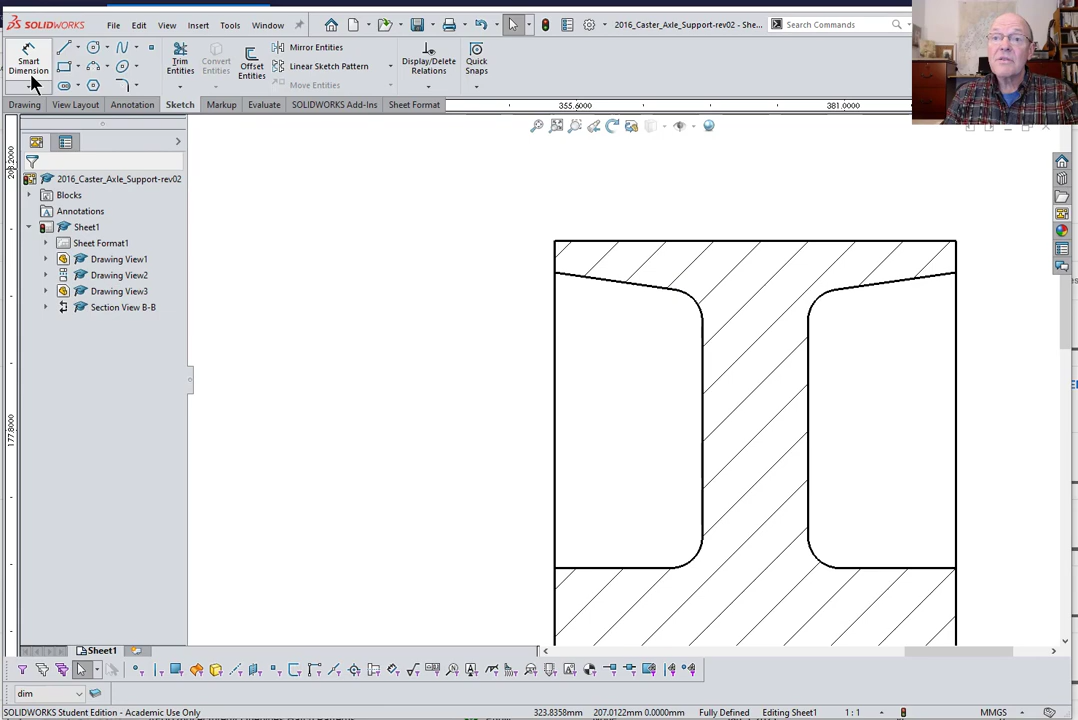 SOLIDWORKS File Edit View Insert Tools Window 2016_Caster_Axle_Support-rev02 - She... Search Commands
Smart Dimension
Trim Entities
Convert Entities
Offset Entities
Mirror Entities
Linear Sketch Pattern
Move Entities
Display/Delete Relations
Quick Snaps
Drawing View Layout Annotation Sketch Markup Evaluate SOLIDWORKS Add-Ins Sheet Format
355.6000 381.0000
177.8000
2016_Caster_Axle_Support-rev02
Blocks
Annotations
Sheet1
Sheet Format1
Drawing View1
Drawing View2
Drawing View3
Section View B-B
Sheet1
dim
SOLIDWORKS Student Edition - Academic Use Only 323.8358mm 207.0122mm 0.0000mm Fully Defined Editing Sheet1 1:1 MMGS